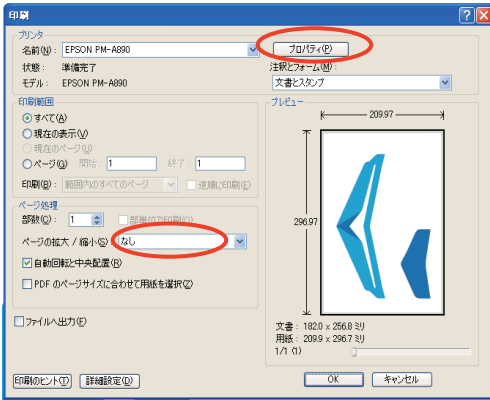 印刷
プリンタ
名前(N): EPSON PM-A890
プロパティ(P)
状態: 準備完了
注釈とフォーム(M):
モデル: EPSON PM-A890
文書とスタンプ
印刷範囲
すべて(A)
現在の表示(V)
現在のページ(U)
ページ(G) 開始: 1 終了: 1
印刷(B): 範囲内のすべてのページ 逆順に印刷(E)
ページ処理
部数(C): 1 部単位で印刷(O)
ページの拡大 / 縮小(S): なし
自動回転と中央配置(R)
PDF のページサイズに合わせて用紙を選択(Z)
ファイルへ出力(F)
プレビュー
209.97
296.97
文書: 182.0 x 256.8 ミリ
用紙: 209.9 x 296.7 ミリ
1/1 (1)
印刷のヒント(T) 詳細設定(D) OK キャンセル